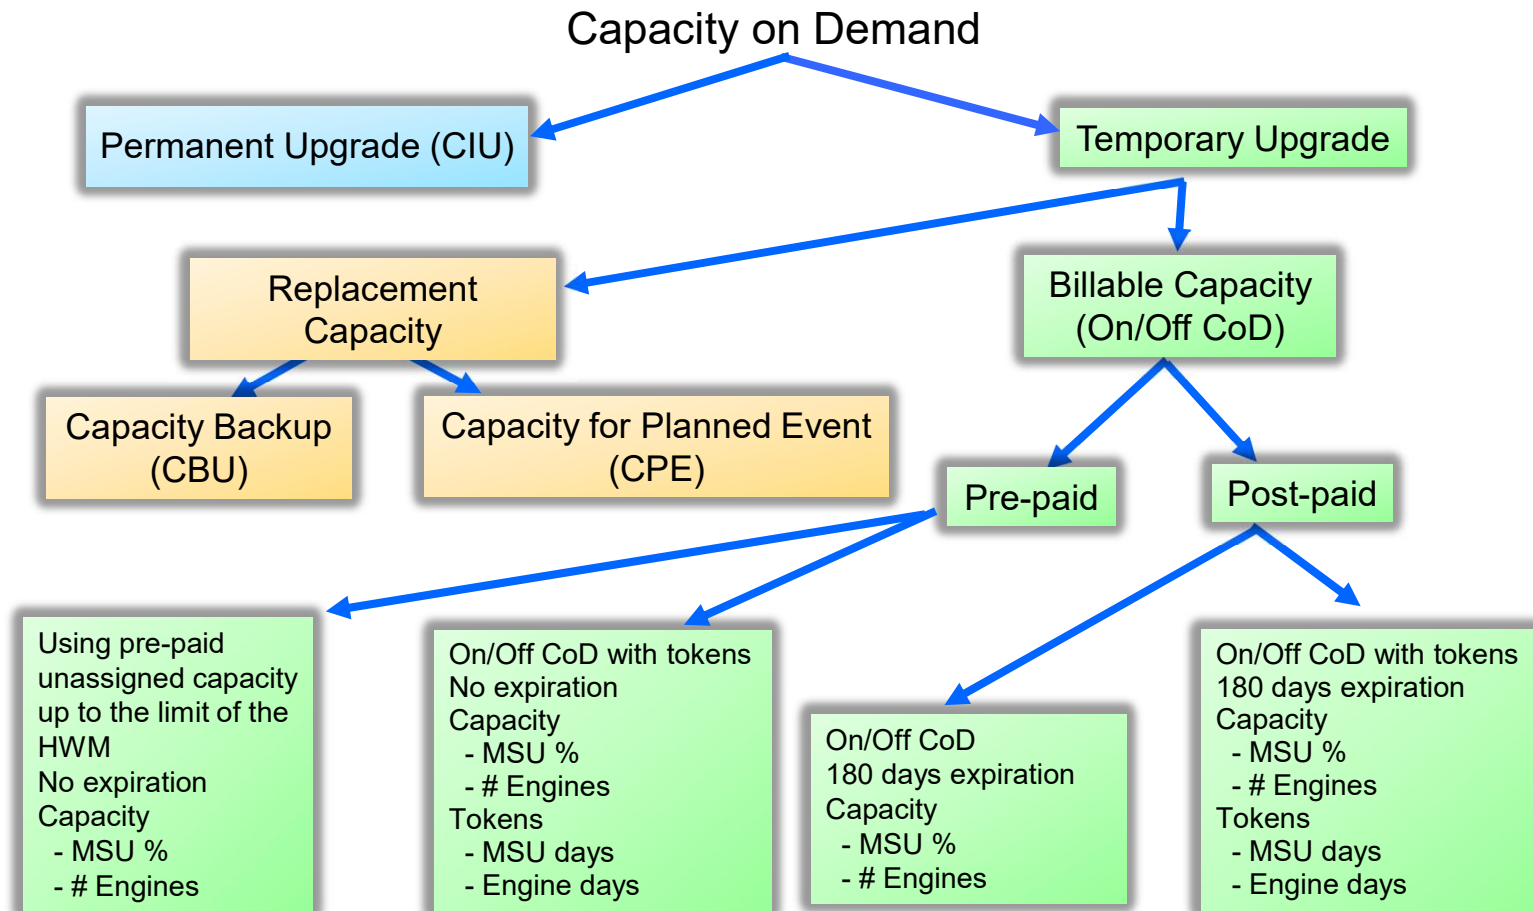 Capacity on Demand
Permanent Upgrade (CIU)
Temporary Upgrade
Replacement
Capacity
Billable Capacity
(On/Off CoD)
Capacity Backup
(CBU)
Capacity for Planned Event
(CPE)
Pre-paid
Post-paid
Using pre-paid
unassigned capacity
up to the limit of the
HWM
No expiration
Capacity
- MSU %
- # Engines
On/Off CoD with tokens
No expiration
Capacity
- MSU %
- # Engines
Tokens
- MSU days
- Engine days
On/Off CoD
180 days expiration
Capacity
- MSU %
- # Engines
On/Off CoD with tokens
180 days expiration
Capacity
- MSU %
- # Engines
Tokens
- MSU days
- Engine days